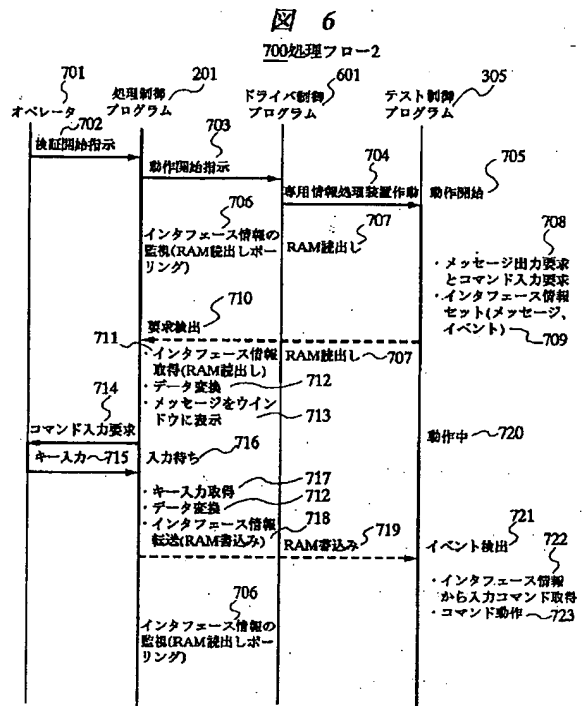 図 6
700処理フロー2
701
オペレータ
処理制御
プログラム
201
ドライバ制御
プログラム
601
テスト制御
プログラム
305
702
検証開始指示
703
動作開始指示
704
専用情報処理装置作動
705
動作開始
706
インタフェース情報の
監視(RAM読出しポー
リング)
707
RAM読出し
708
・メッセージ出力要求
とコマンド入力要求
・インタフェース情報
セット(メッセージ、
イベント)
709
710
要求検出
711
・インタフェース情報
取得(RAM読出し)
RAM読出し
707
・データ変換
712
・メッセージをウイン
ドウに表示
713
714
コマンド入力要求
キー入力
715
716
入力待ち
動作中
720
・キー入力取得
717
・データ変換
712
・インタフェース情報
転送(RAM書込み)
718
719
RAM書込み
721
イベント検出
722
・インタフェース情報
から入力コマンド取得
・コマンド動作
723
706
インタフェース情報の
監視(RAM読出しポー
リング)